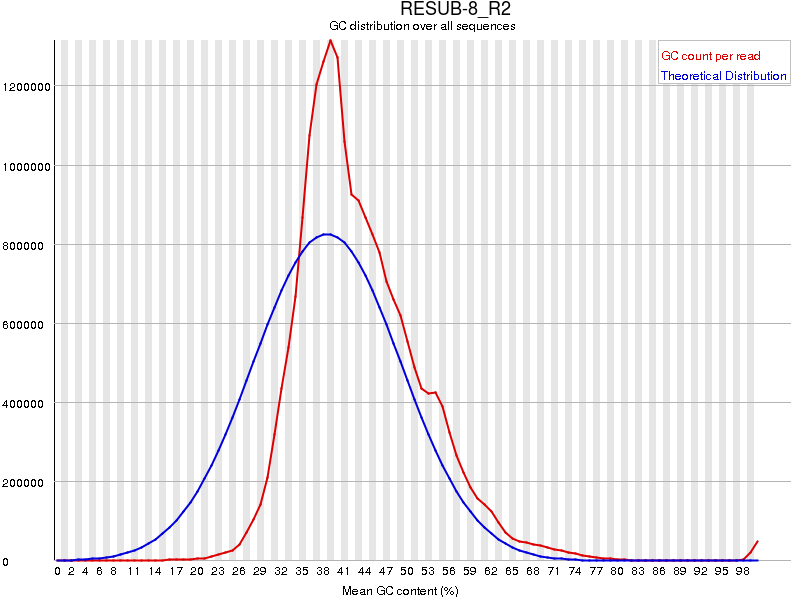 RESUB-8_R2
GC distribution over all sequences
GC count per read
Theoretical Distribution
1200000
1000000
800000
600000
400000
200000
0
0 2 4 6 8 11 14 17 20 23 26 29 32 35 38 41 44 47 50 53 56 59 62 65 68 71 74 77 80 83 86 89 92 95 98
Mean GC content (%)